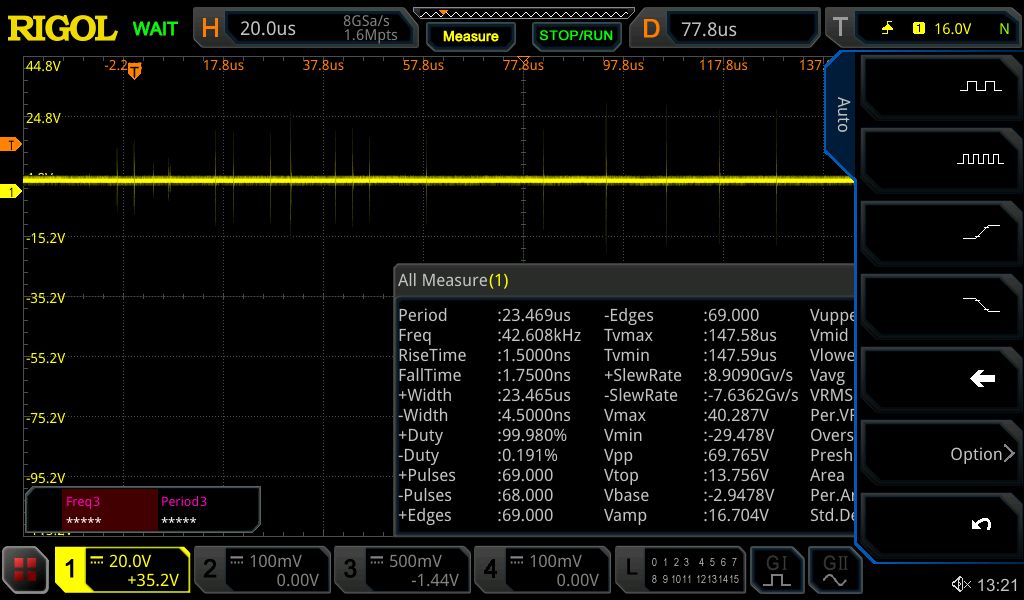 RIGOL WAIT H 20.0us 8GSa/s 1.6Mpts Measure STOP/RUN D 77.8us T 1 16.0V N
44.8V -2.2us 17.8us 37.8us 57.8us 77.8us 97.8us 117.8us 137
T
24.8V
T
1
-15.2V
-35.2V
-55.2V
-75.2V
-95.2V
Auto
All Measure(1)
Period :23.469us -Edges :69.000 Vuppe
Freq :42.608kHz Tvmax :147.58us Vmid
RiseTime :1.5000ns Tvmin :147.59us Vlowe
FallTime :1.7500ns +SlewRate :8.9090Gv/s Vavg
+Width :23.465us -SlewRate :-7.6362Gv/s VRMS
-Width :4.5000ns Vmax :40.287V Per.VR
+Duty :99.980% Vmin :-29.478V Overs
-Duty :0.191% Vpp :69.765V Presh
+Pulses :69.000 Vtop :13.756V Area
-Pulses :68.000 Vbase :-2.9478V Per.Ar
+Edges :69.000 Vamp :16.704V Std.De
Option
Freq3 Period3
***** *****
1 20.0V +35.2V 2 100mV 0.00V 3 500mV -1.44V 4 100mV 0.00V L 0 1 2 3 4 5 6 7 8 9 10 11 12 13 14 15 GI GII
13:21